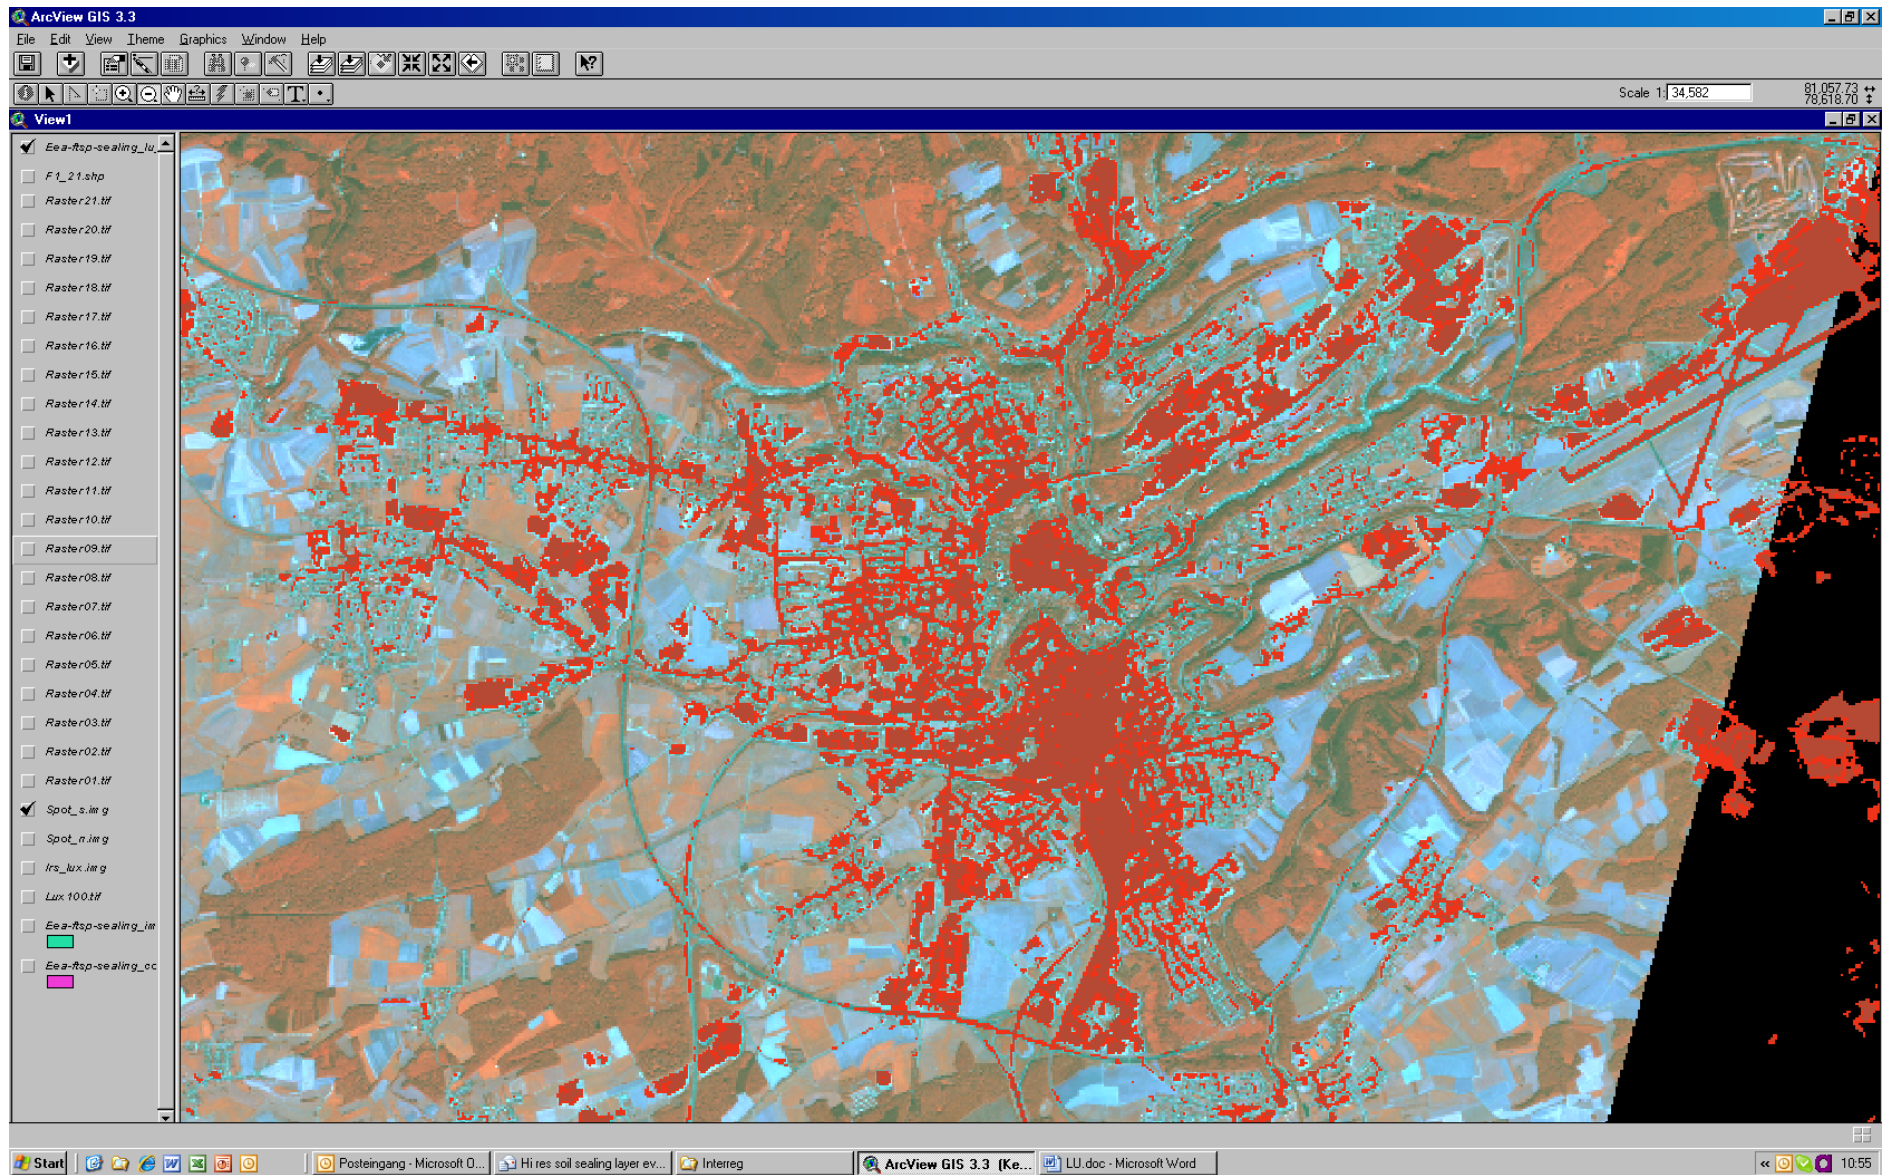 ArcView GIS 3.3
File Edit View Theme Graphics Window Help
Scale 1: 34,582
81,057.73
78,618.70
View1
Eea-ftsp-sealing_lu_
F1_21.shp
Raster21.tif
Raster20.tif
Raster19.tif
Raster18.tif
Raster17.tif
Raster16.tif
Raster15.tif
Raster14.tif
Raster13.tif
Raster12.tif
Raster11.tif
Raster10.tif
Raster09.tif
Raster08.tif
Raster07.tif
Raster06.tif
Raster05.tif
Raster04.tif
Raster03.tif
Raster02.tif
Raster01.tif
Spot_s.img
Spot_n.img
Irs_lux.img
Lux100.tif
Eea-ftsp-sealing_im
Eea-ftsp-sealing_cc
Start Posteingang - Microsoft O... Hi res soil sealing layer ev... Interreg ArcView GIS 3.3 (Ke... LU.doc - Microsoft Word « 10:55